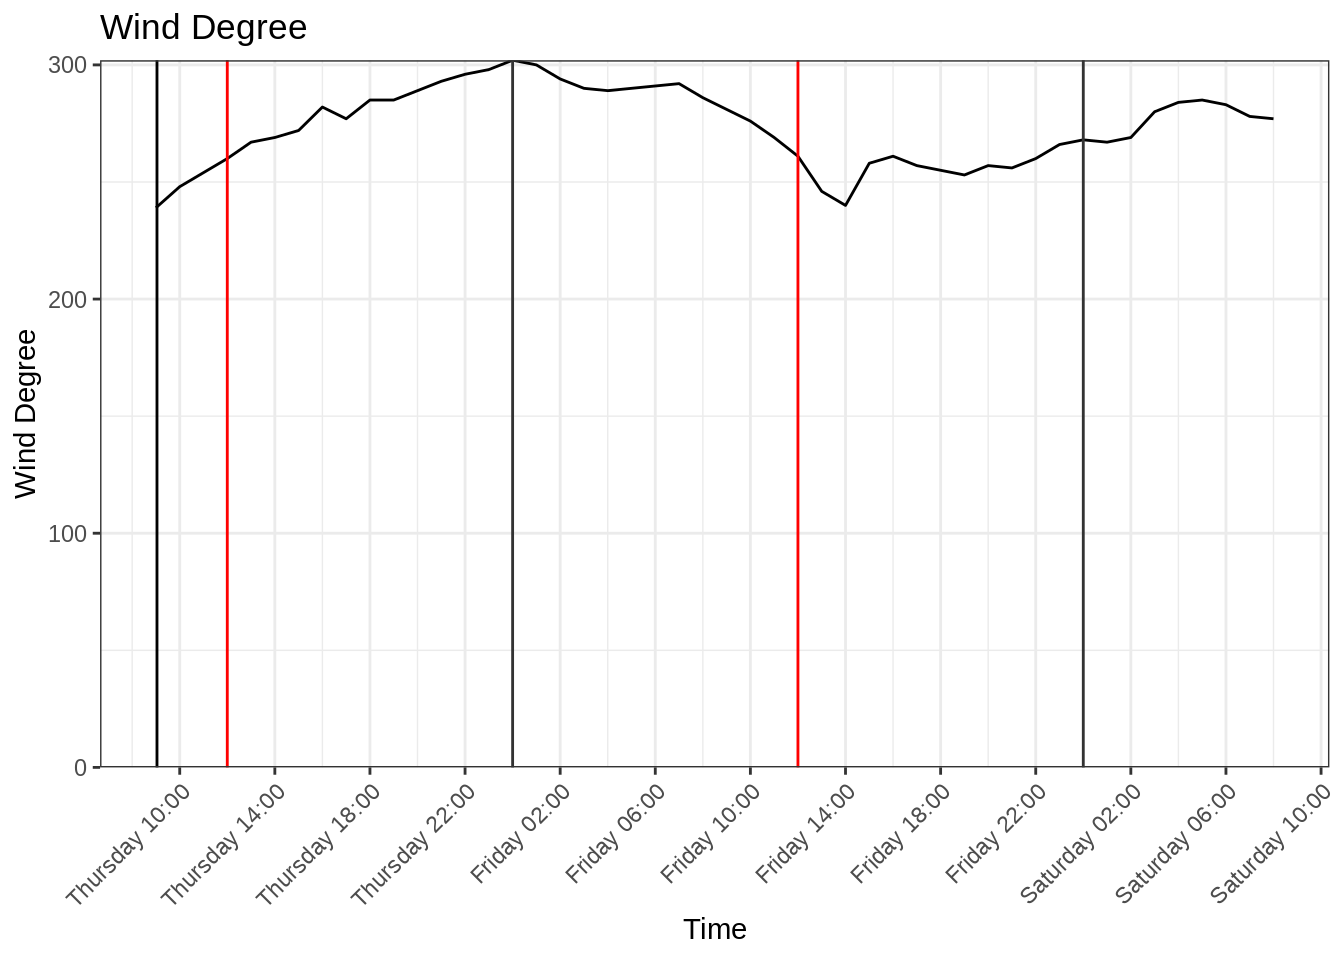 Wind Degree
300
200
100
0
Wind Degree
Thursday 10:00
Thursday 14:00
Thursday 18:00
Thursday 22:00
Friday 02:00
Friday 06:00
Friday 10:00
Friday 14:00
Friday 18:00
Friday 22:00
Saturday 02:00
Saturday 06:00
Saturday 10:00
Time